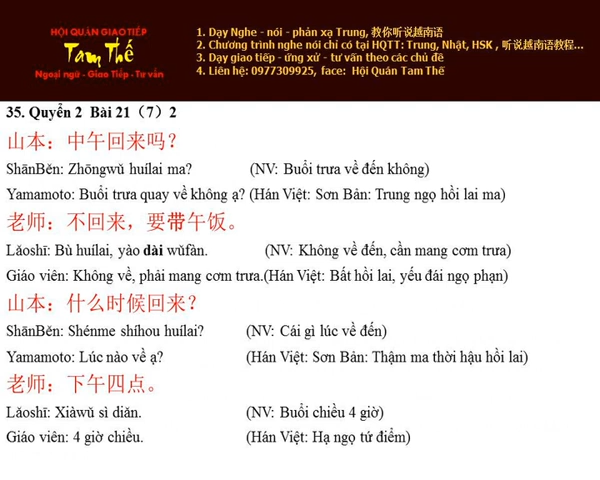 HỘI QUÁN GIAO TIẾP
Tam Thế
Ngoại ngữ - Giao Tiếp - Tư vấn
1. Dạy Nghe - nói - phản xạ Trung, 教你听说越南语
2. Chương trình nghe nói chỉ có tại HQTT: Trung, Nhật, HSK , 听说越南语教程...
3. Dạy giao tiếp - ứng xử - tư vấn theo các chủ đề
4. Liên hệ: 0977309925, face: Hội Quán Tam Thế
35. Quyển 2 Bài 21（7）2
山本：中午回来吗？
ShānBěn: Zhōngwǔ huílai ma? (NV: Buổi trưa về đến không)
Yamamoto: Buổi trưa quay về không ạ? (Hán Việt: Sơn Bản: Trung ngọ hồi lai ma)
老师：不回来，要带午饭。
Lǎoshī: Bù huílai, yào dài wǔfàn. (NV: Không về đến, cần mang cơm trưa)
Giáo viên: Không về, phải mang cơm trưa.(Hán Việt: Bất hồi lai, yếu đái ngọ phạn)
山本：什么时候回来？
ShānBěn: Shénme shíhou huílai? (NV: Cái gì lúc về đến)
Yamamoto: Lúc nào về ạ? (Hán Việt: Sơn Bản: Thậm ma thời hậu hồi lai)
老师：下午四点。
Lǎoshī: Xiàwǔ sì diǎn. (NV: Buổi chiều 4 giờ)
Giáo viên: 4 giờ chiều. (Hán Việt: Hạ ngọ tứ điểm)